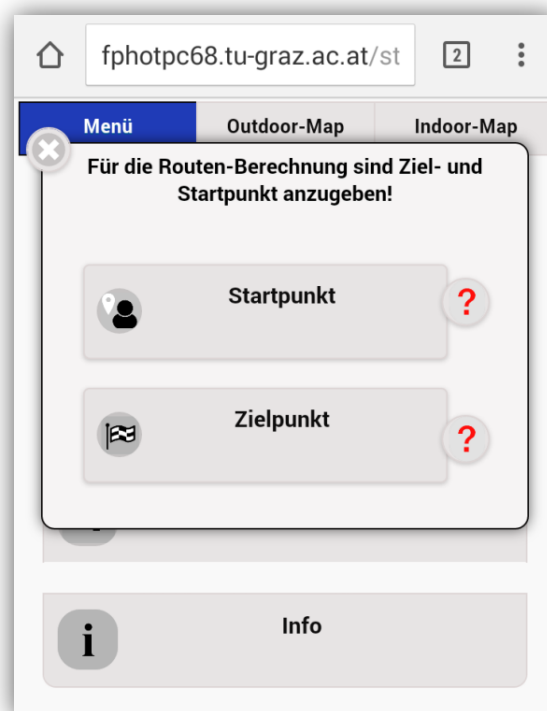 fphotpc68.tu-graz.ac.at/st
2
Menü Outdoor-Map Indoor-Map
Für die Routen-Berechnung sind Ziel- und
Startpunkt anzugeben!
Startpunkt
?
Zielpunkt
?
i
Info